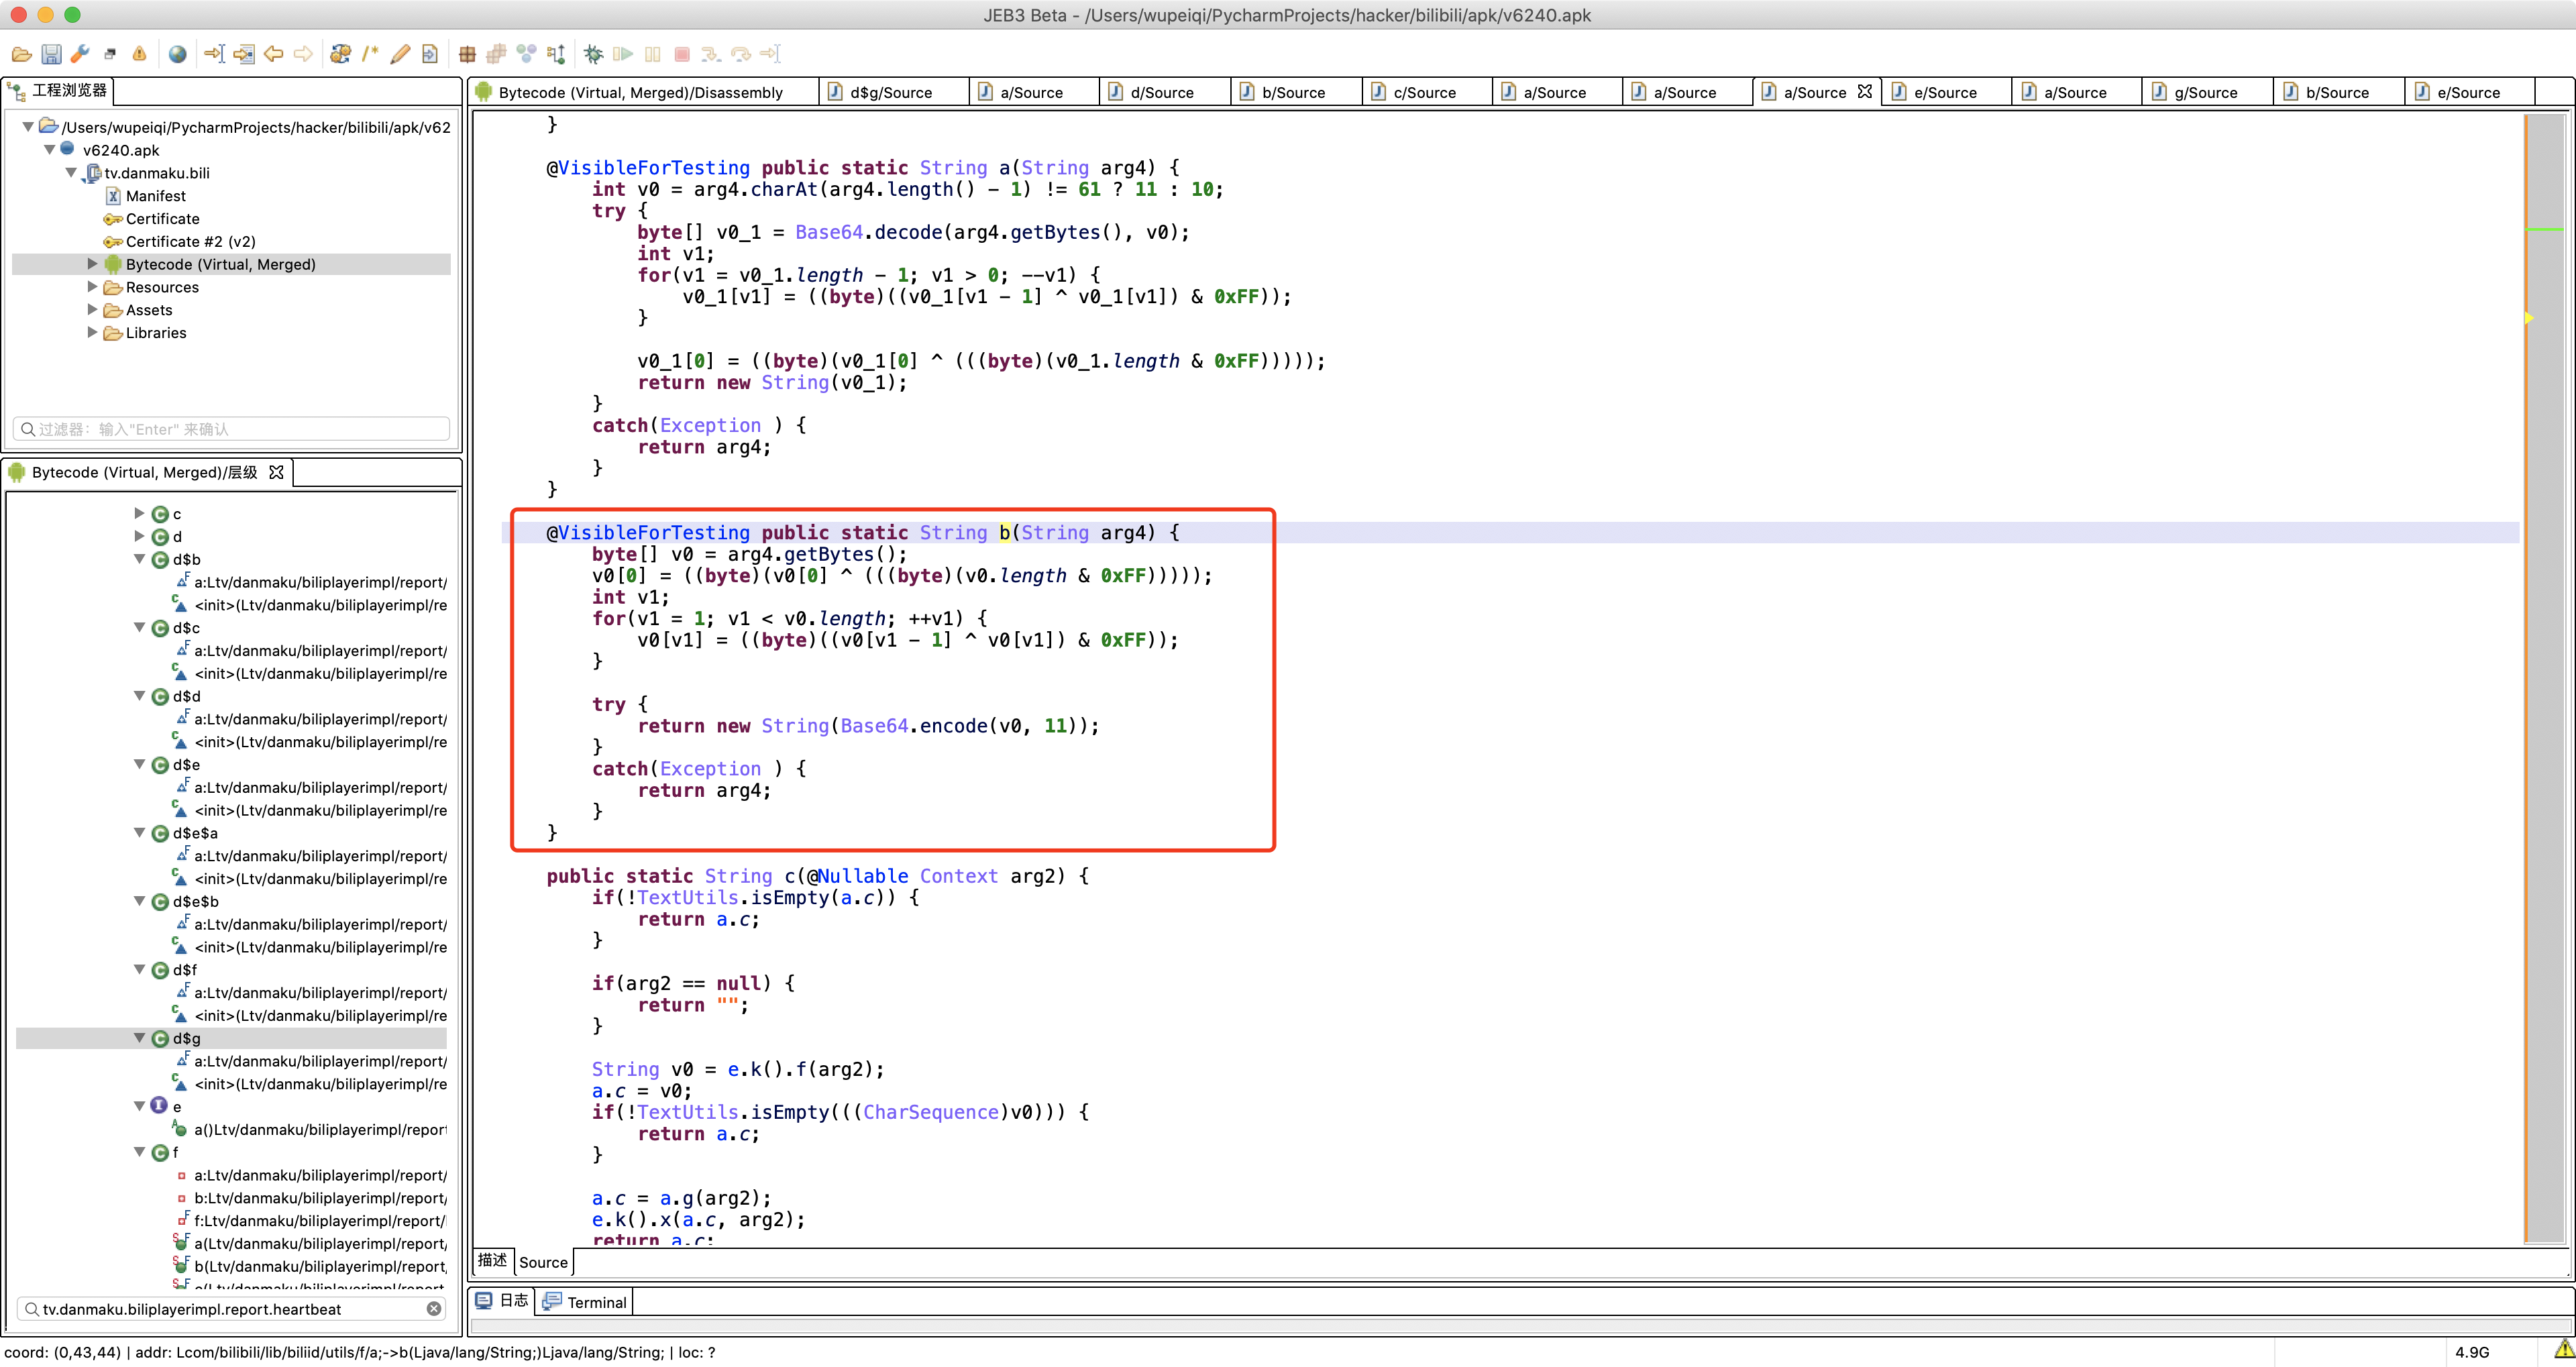 JEB3 Beta - /Users/wupeiqi/PycharmProjects/hacker/bilibili/apk/v6240.apk
工程浏览器
/Users/wupeiqi/PycharmProjects/hacker/bilibili/apk/v62
v6240.apk
tv.danmaku.bili
Manifest
Certificate
Certificate #2 (v2)
Bytecode (Virtual, Merged)
Resources
Assets
Libraries
过滤器：输入"Enter" 来确认
Bytecode (Virtual, Merged)/层级
c
d
d$b
a:Ltv/danmaku/biliplayerimpl/report/
<init>(Ltv/danmaku/biliplayerimpl/re
d$c
a:Ltv/danmaku/biliplayerimpl/report/
<init>(Ltv/danmaku/biliplayerimpl/re
d$d
a:Ltv/danmaku/biliplayerimpl/report/
<init>(Ltv/danmaku/biliplayerimpl/re
d$e
a:Ltv/danmaku/biliplayerimpl/report/
<init>(Ltv/danmaku/biliplayerimpl/re
d$e$a
a:Ltv/danmaku/biliplayerimpl/report/
<init>(Ltv/danmaku/biliplayerimpl/re
d$e$b
a:Ltv/danmaku/biliplayerimpl/report/
<init>(Ltv/danmaku/biliplayerimpl/re
d$f
a:Ltv/danmaku/biliplayerimpl/report/
<init>(Ltv/danmaku/biliplayerimpl/re
d$g
a:Ltv/danmaku/biliplayerimpl/report/
<init>(Ltv/danmaku/biliplayerimpl/re
e
a()Ltv/danmaku/biliplayerimpl/report
f
a:Ltv/danmaku/biliplayerimpl/report/
b:Ltv/danmaku/biliplayerimpl/report/
f:Ltv/danmaku/biliplayerimpl/report/
a(Ltv/danmaku/biliplayerimpl/report/
b(Ltv/danmaku/biliplayerimpl/report,
tv.danmaku.biliplayerimpl.report.heartbeat
Bytecode (Virtual, Merged)/Disassembly d$g/Source a/Source d/Source b/Source c/Source a/Source a/Source a/Source e/Source a/Source g/Source b/Source e/Source
}
@VisibleForTesting public static String a(String arg4) {
int v0 = arg4.charAt(arg4.length() - 1) != 61 ? 11 : 10;
try {
byte[] v0_1 = Base64.decode(arg4.getBytes(), v0);
int v1;
for(v1 = v0_1.length - 1; v1 > 0; --v1) {
v0_1[v1] = ((byte)((v0_1[v1 - 1] ^ v0_1[v1]) & 0xFF));
}
v0_1[0] = ((byte)(v0_1[0] ^ (((byte)(v0_1.length & 0xFF)))));
return new String(v0_1);
}
catch(Exception ) {
return arg4;
}
}
@VisibleForTesting public static String b(String arg4) {
byte[] v0 = arg4.getBytes();
v0[0] = ((byte)(v0[0] ^ (((byte)(v0.length & 0xFF)))));
int v1;
for(v1 = 1; v1 < v0.length; ++v1) {
v0[v1] = ((byte)((v0[v1 - 1] ^ v0[v1]) & 0xFF));
}
try {
return new String(Base64.encode(v0, 11));
}
catch(Exception ) {
return arg4;
}
}
public static String c(@Nullable Context arg2) {
if(!TextUtils.isEmpty(a.c)) {
return a.c;
}
if(arg2 == null) {
return "";
}
String v0 = e.k().f(arg2);
a.c = v0;
if(!TextUtils.isEmpty(((CharSequence)v0))) {
return a.c;
}
a.c = a.g(arg2);
e.k().x(a.c, arg2);
return a.c;
描述 Source
日志 Terminal
coord: (0,43,44) | addr: Lcom/bilibili/lib/biliid/utils/f/a;->b(Ljava/lang/String;)Ljava/lang/String; | loc: ?
4.9G